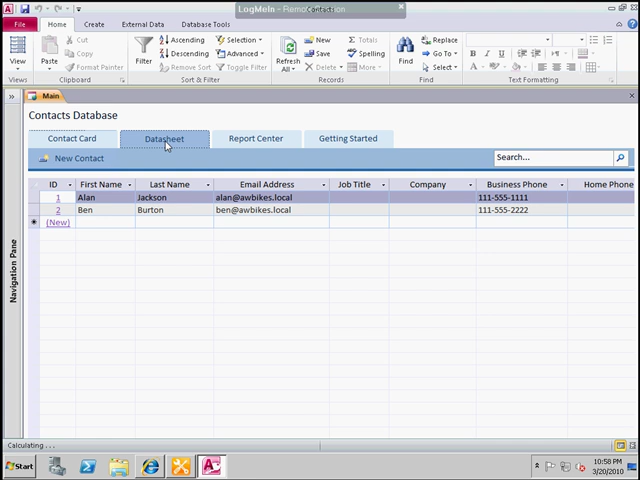 LogMeIn - Remote Session
Contacts
File Home Create External Data Database Tools
View Paste Cut Copy Format Painter
Filter Ascending Descending Remove Sort Selection Advanced Toggle Filter
Refresh All New Save Delete Totals Spelling More
Find Replace Go To Select
B I U A
Views Clipboard Sort & Filter Records Find Text Formatting
Main
Contacts Database
Contact Card Datasheet Report Center Getting Started
New Contact Search...
ID First Name Last Name Email Address Job Title Company Business Phone Home Phone
1 Alan Jackson alan@awbikes.local 111-555-1111
2 Ben Burton ben@awbikes.local 111-555-2222
(New)
Navigation Pane
Calculating...
Start 10:58 PM
3/20/2010